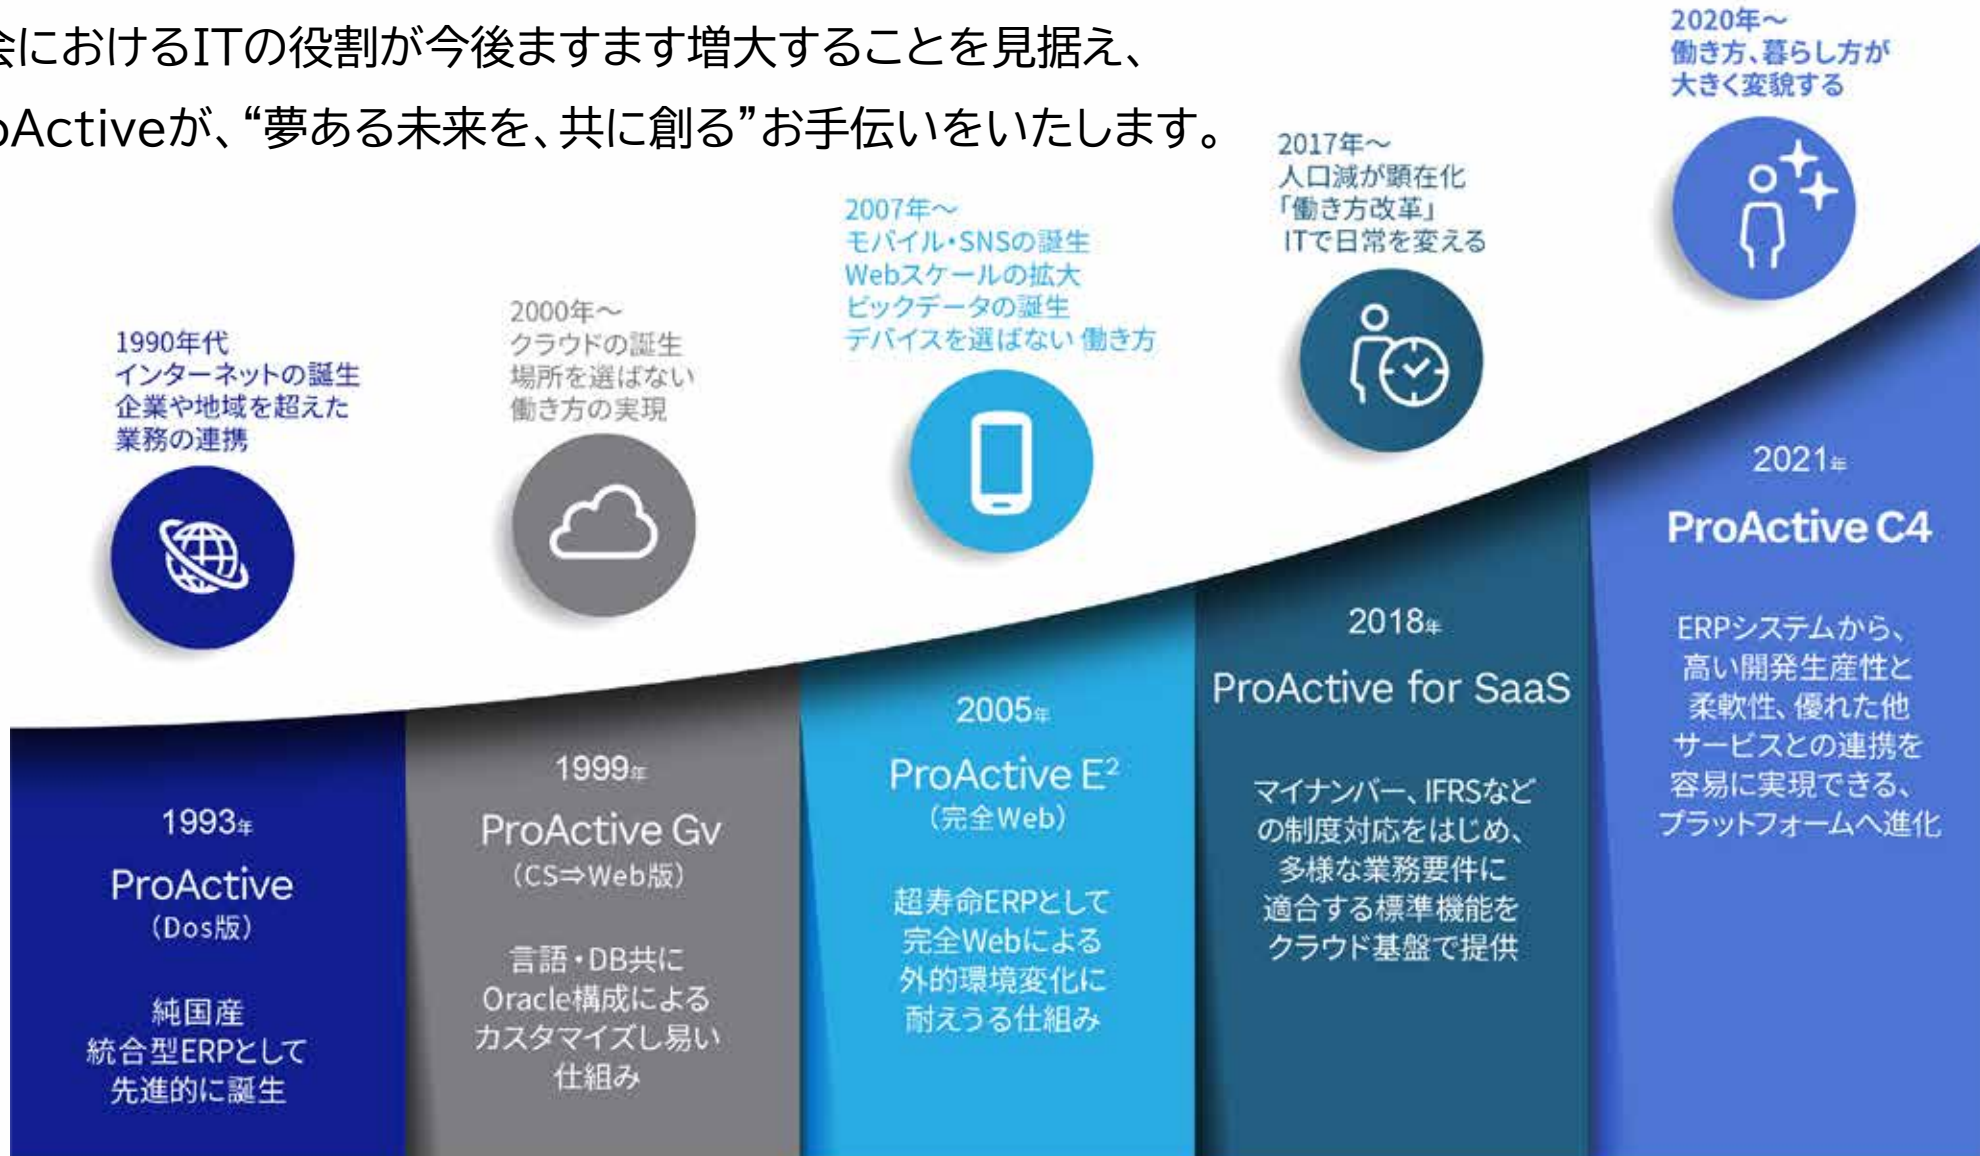 会におけるITの役割が今後ますます増大することを見据え、
oActiveが、“夢ある未来を、共に創る”お手伝いをいたします。
1990年代
インターネットの誕生
企業や地域を超えた
業務の連携
2000年～
クラウドの誕生
場所を選ばない
働き方の実現
2007年～
モバイル・SNSの誕生
Webスケールの拡大
ビックデータの誕生
デバイスを選ばない 働き方
2017年～
人口減が顕在化
「働き方改革」
ITで日常を変える
2020年～
働き方、暮らし方が
大きく変貌する
1993年
ProActive
（Dos版）
純国産
統合型ERPとして
先進的に誕生
1999年
ProActive Gv
（CS⇒Web版）
言語・DB共に
Oracle構成による
カスタマイズし易い
仕組み
2005年
ProActive E²
（完全Web）
超寿命ERPとして
完全Webによる
外的環境変化に
耐えうる仕組み
2018年
ProActive for SaaS
マイナンバー、IFRSなど
の制度対応をはじめ、
多様な業務要件に
適合する標準機能を
クラウド基盤で提供
2021年
ProActive C4
ERPシステムから、
高い開発生産性と
柔軟性、優れた他
サービスとの連携を
容易に実現できる、
プラットフォームへ進化